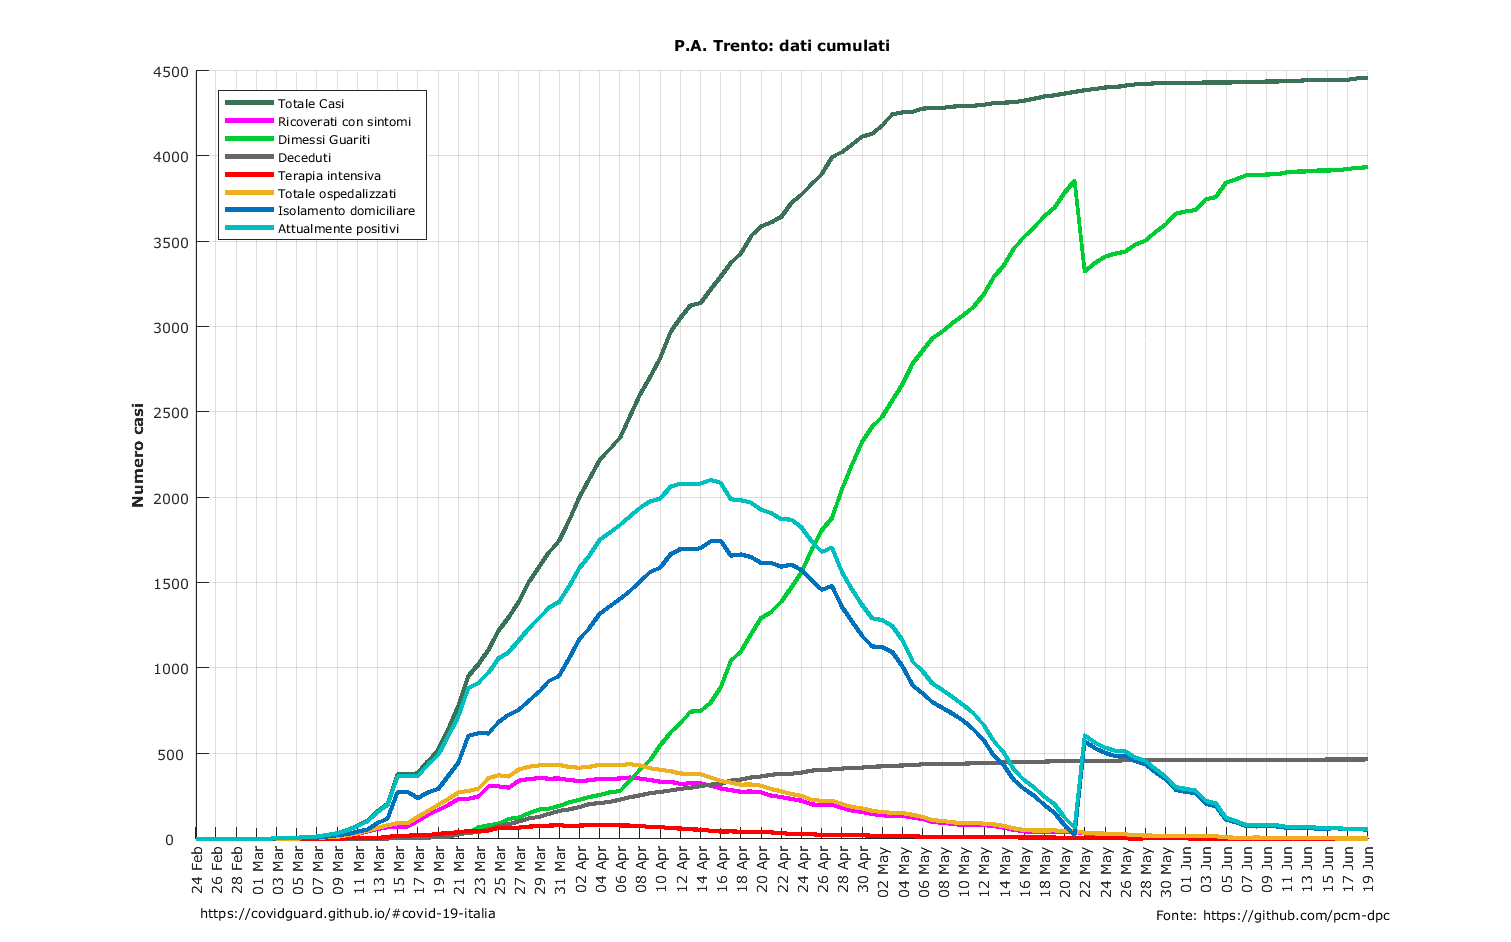 P.A. Trento: dati cumulati
Numero casi
4500
4000
3500
3000
2500
2000
1500
1000
500
0
Totale Casi
Ricoverati con sintomi
Dimessi Guariti
Deceduti
Terapia intensiva
Totale ospedalizzati
Isolamento domiciliare
Attualmente positivi
24 Feb
26 Feb
28 Feb
01 Mar
03 Mar
05 Mar
07 Mar
09 Mar
11 Mar
13 Mar
15 Mar
17 Mar
19 Mar
21 Mar
23 Mar
25 Mar
27 Mar
29 Mar
31 Mar
02 Apr
04 Apr
06 Apr
08 Apr
10 Apr
12 Apr
14 Apr
16 Apr
18 Apr
20 Apr
22 Apr
24 Apr
26 Apr
28 Apr
30 Apr
02 May
04 May
06 May
08 May
10 May
12 May
14 May
16 May
18 May
20 May
22 May
24 May
26 May
28 May
30 May
01 Jun
03 Jun
05 Jun
07 Jun
09 Jun
11 Jun
13 Jun
15 Jun
17 Jun
19 Jun
https://covidguard.github.io/#covid-19-italia
Fonte: https://github.com/pcm-dpc